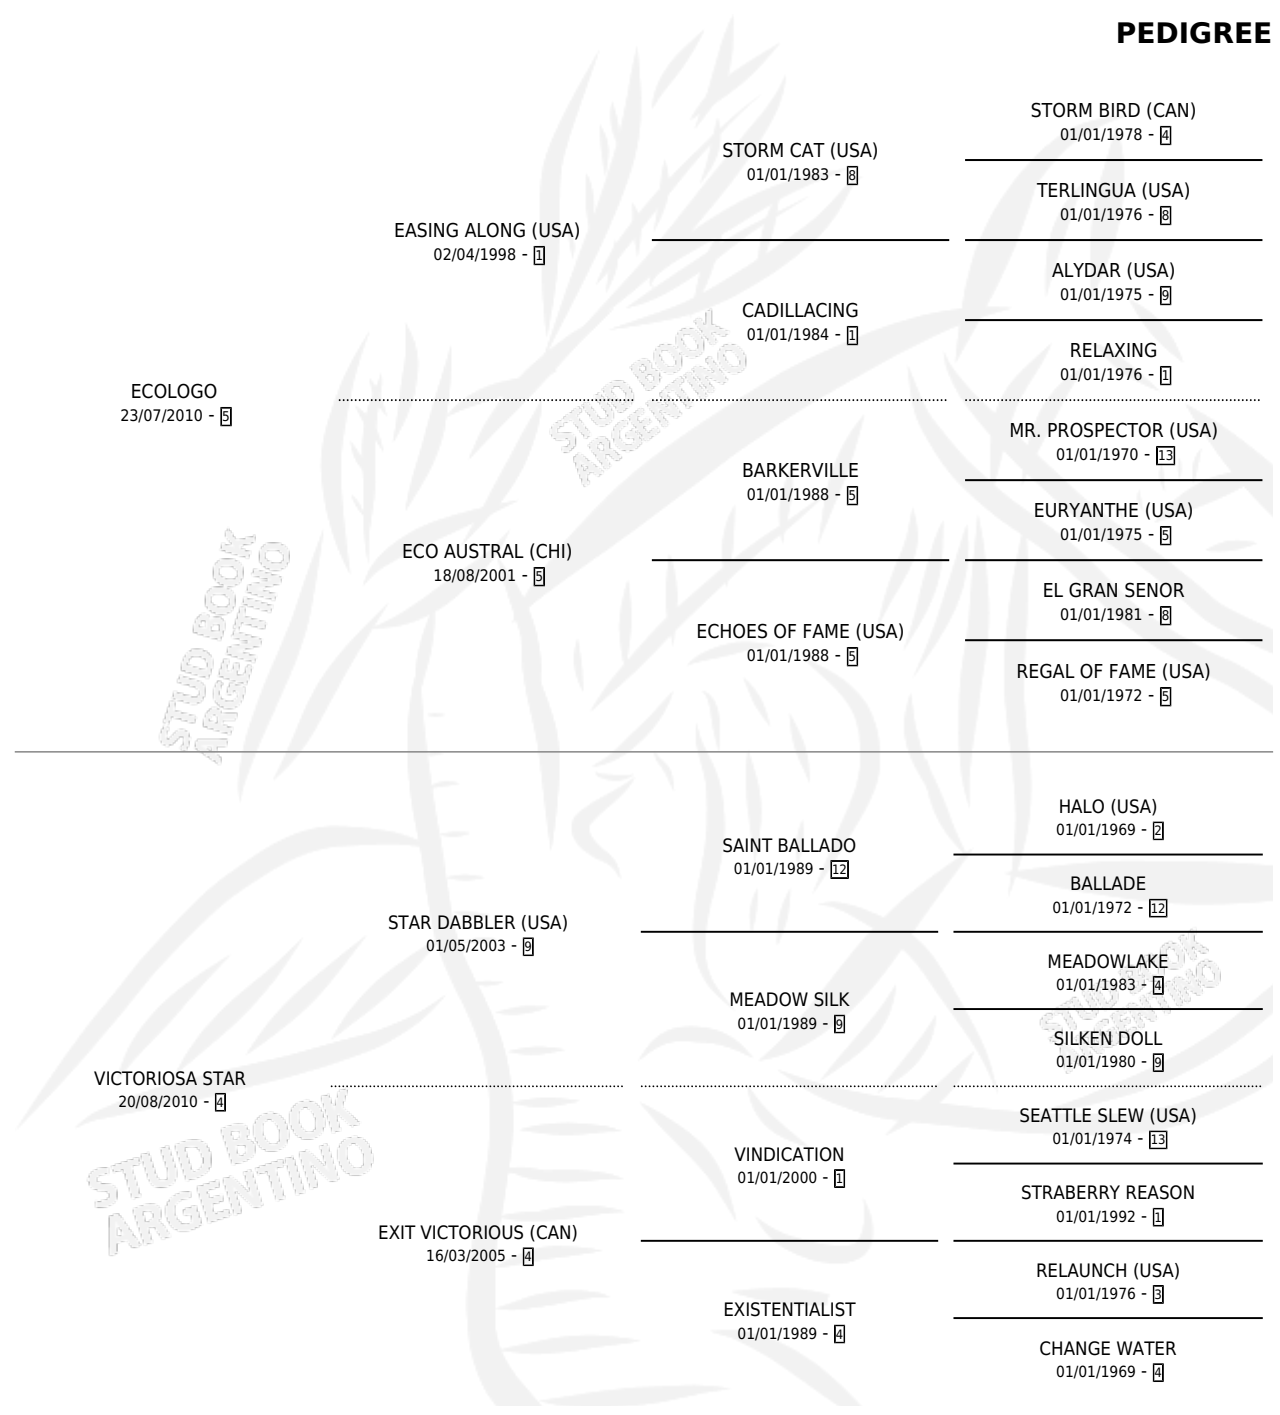 PEDIGREE
STORM BIRD (CAN)
01/01/1978 - 4
STORM CAT (USA)
01/01/1983 - 8
TERLINGUA (USA)
01/01/1976 - 8
EASING ALONG (USA)
02/04/1998 - 1
ALYDAR (USA)
01/01/1975 - 9
CADILLACING
01/01/1984 - 1
RELAXING
01/01/1976 - 1
ECOLOGO
23/07/2010 - 5
MR. PROSPECTOR (USA)
01/01/1970 - 13
BARKERVILLE
01/01/1988 - 5
EURYANTHE (USA)
01/01/1975 - 5
ECO AUSTRAL (CHI)
18/08/2001 - 5
EL GRAN SENOR
01/01/1981 - 8
ECHOES OF FAME (USA)
01/01/1988 - 5
REGAL OF FAME (USA)
01/01/1972 - 5
HALO (USA)
01/01/1969 - 2
SAINT BALLADO
01/01/1989 - 12
BALLADE
01/01/1972 - 12
STAR DABBLER (USA)
01/05/2003 - 9
MEADOWLAKE
01/01/1983 - 4
MEADOW SILK
01/01/1989 - 9
SILKEN DOLL
01/01/1980 - 9
VICTORIOSA STAR
20/08/2010 - 4
SEATTLE SLEW (USA)
01/01/1974 - 13
VINDICATION
01/01/2000 - 1
STRABERRY REASON
01/01/1992 - 1
EXIT VICTORIOUS (CAN)
16/03/2005 - 4
RELAUNCH (USA)
01/01/1976 - 3
EXISTENTIALIST
01/01/1989 - 4
CHANGE WATER
01/01/1969 - 4
STUD BOOK
ARGENTINO
STUD BOOK
ARGENTINO
STUD BOOK
ARGENTINO
STUD BOOK
ARGENTINO